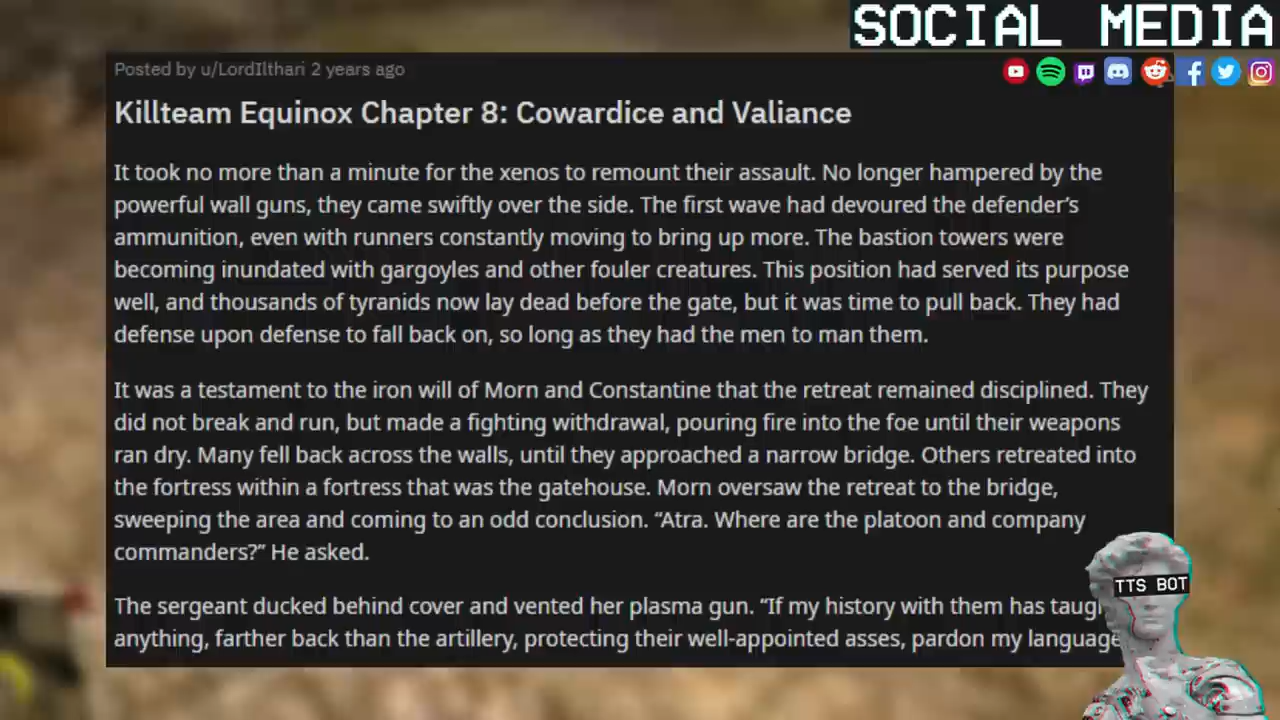 SOCIAL MEDIA
Posted by u/LordIlthari 2 years ago
Killteam Equinox Chapter 8: Cowardice and Valiance
It took no more than a minute for the xenos to remount their assault. No longer hampered by the
powerful wall guns, they came swiftly over the side. The first wave had devoured the defender’s
ammunition, even with runners constantly moving to bring up more. The bastion towers were
becoming inundated with gargoyles and other fouler creatures. This position had served its purpose
well, and thousands of tyranids now lay dead before the gate, but it was time to pull back. They had
defense upon defense to fall back on, so long as they had the men to man them.
It was a testament to the iron will of Morn and Constantine that the retreat remained disciplined. They
did not break and run, but made a fighting withdrawal, pouring fire into the foe until their weapons
ran dry. Many fell back across the walls, until they approached a narrow bridge. Others retreated into
the fortress within a fortress that was the gatehouse. Morn oversaw the retreat to the bridge,
sweeping the area and coming to an odd conclusion. “Atra. Where are the platoon and company
commanders?” He asked.
The sergeant ducked behind cover and vented her plasma gun. “If my history with them has
anything, farther back than the artillery, protecting their well-appointed asses, pardon my language
TTS BOT